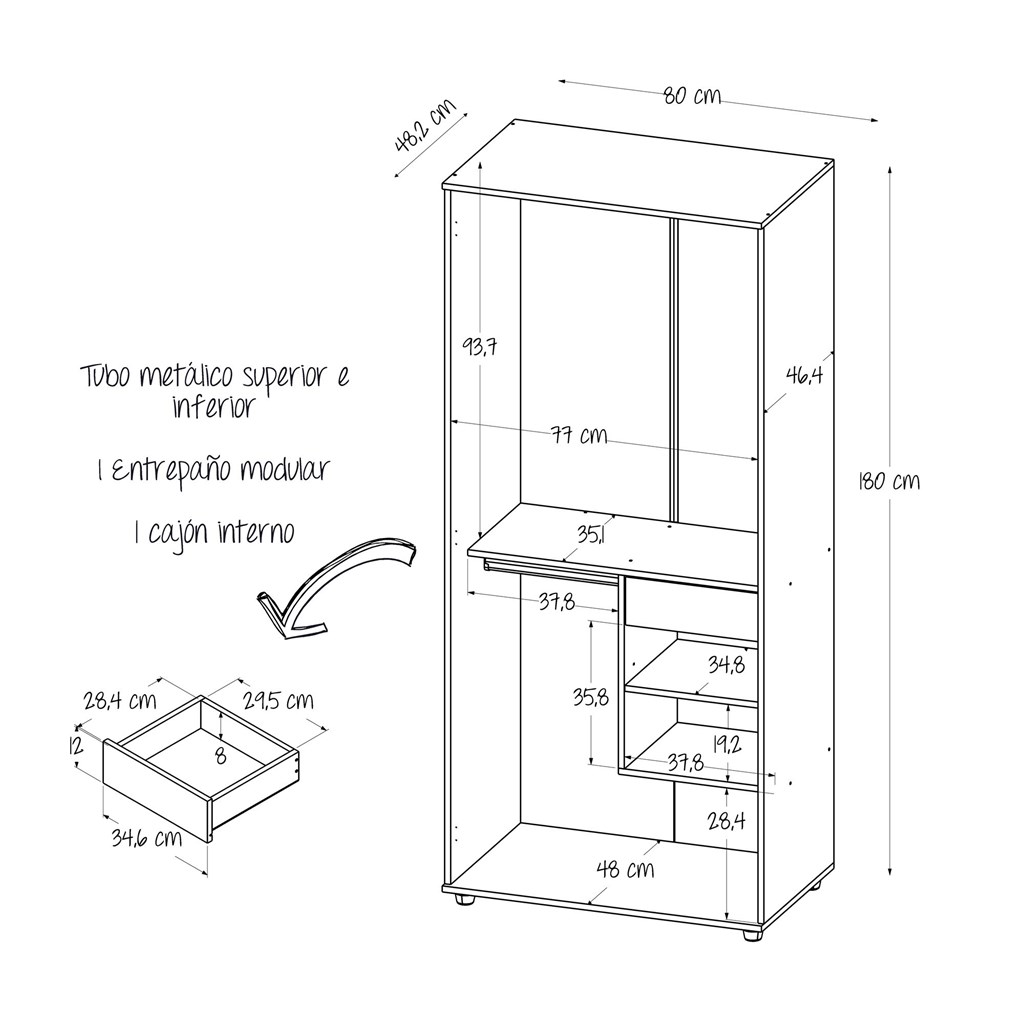 80 cm
48,2 cm
93,7
46,4
Tubo metálico superior e
inferior
77 cm
1 Entrepaño modular
180 cm
1 cajón interno
35,1
37,8
34,8
35,8
28,4 cm
29,5 cm
12
8
19,2
37,8
28,4
34,6 cm
48 cm